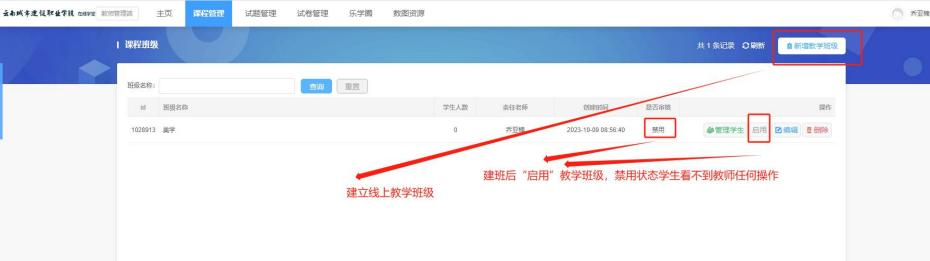 云南城市建设职业学院 在线学堂 教师管理端 主页 课程管理 试题管理 试卷管理 乐学圈 数图资源 乔亚楠
课程班级 共 1 条记录 刷新 新增教学班级
班级名称: 查询 重置
id 班级名称 学生人数 责任老师 创建时间 是否审核 操作
1028913 美学 0 乔亚楠 2023-10-09 08:56:40 禁用 管理学生 启用 编辑 删除
建班后“启用”教学班级，禁用状态学生看不到教师任何操作
建立线上教学班级